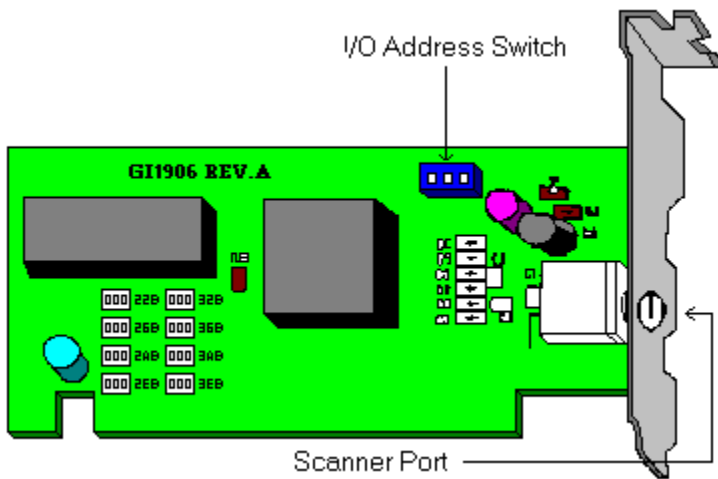 I/O Address Switch
GI1906 REV.A
22B 32B
26B 36B
2AB 3AB
2EB 3EB
Scanner Port